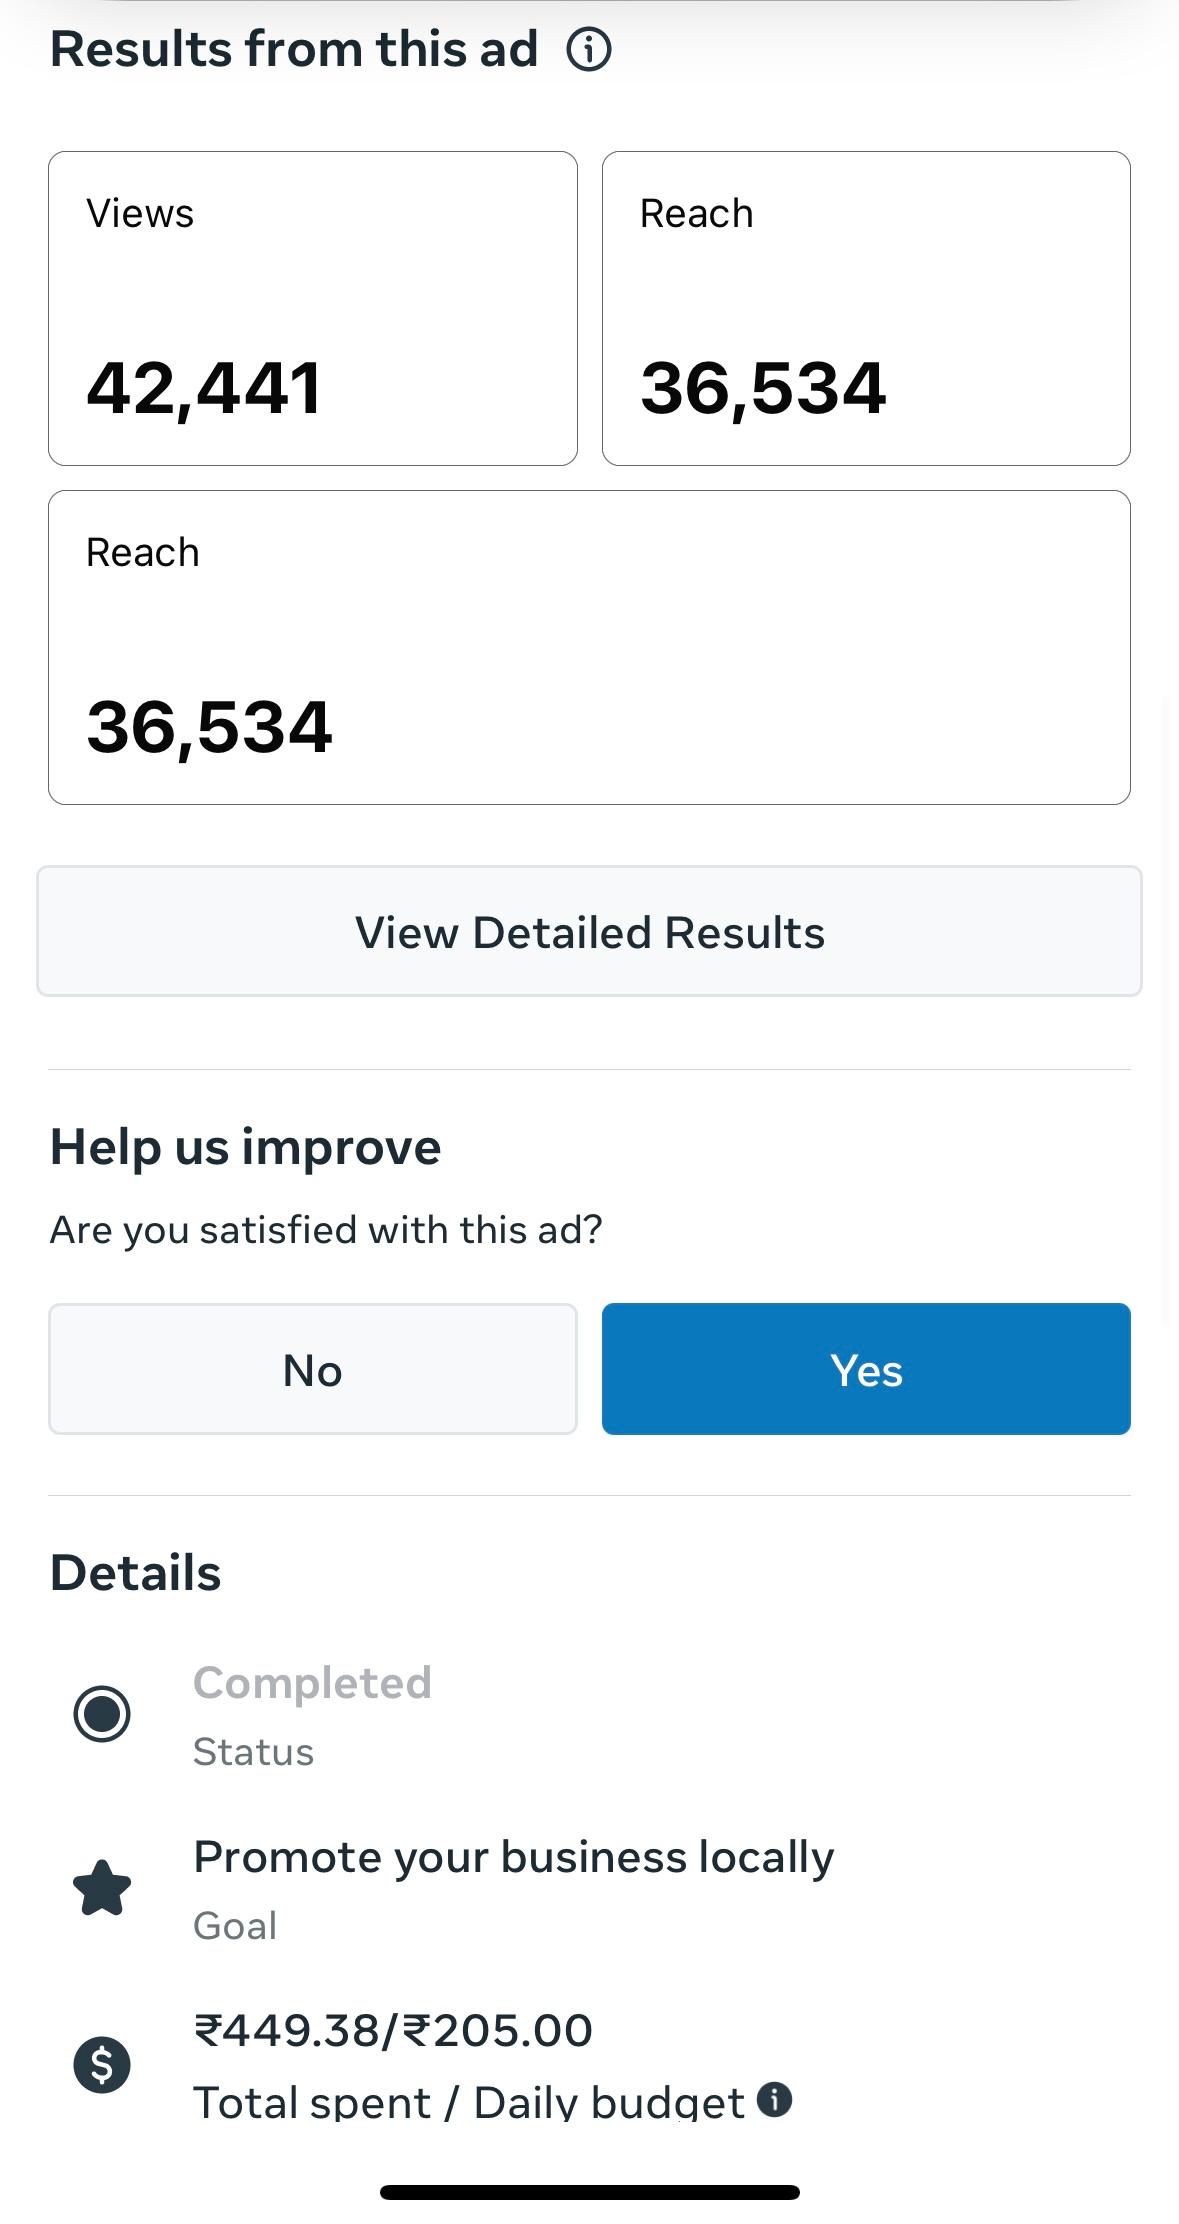 Results from this ad
Views
42,441
Reach
36,534
Reach
36,534
View Detailed Results
Help us improve
Are you satisfied with this ad?
No
Yes
Details
Completed
Status
Promote your business locally
Goal
₹449.38/₹205.00
Total spent / Daily budget